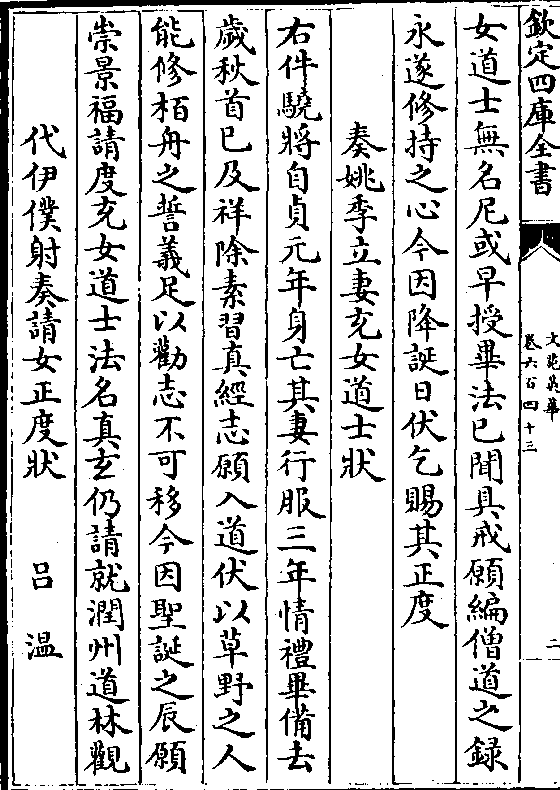 欽定四庫全書
文苑英華
卷六百四十三
二
女道士無名尼或早授畢法已聞具戒願編僧道之録
永遂修持之心今因降誕日伏乞賜其正度
奏姚季立妻充女道士狀
右件驍將自貞元年身亡其妻行服三年情禮畢備去
歲秋首已及祥除素習真經志願入道伏以草野之人
能修栢舟之誓義足以勸志不可移今因聖誕之辰願
崇景福請度充女道士法名真玄仍請就潤州道林觀
代伊僕射奏請女正度狀 呂温